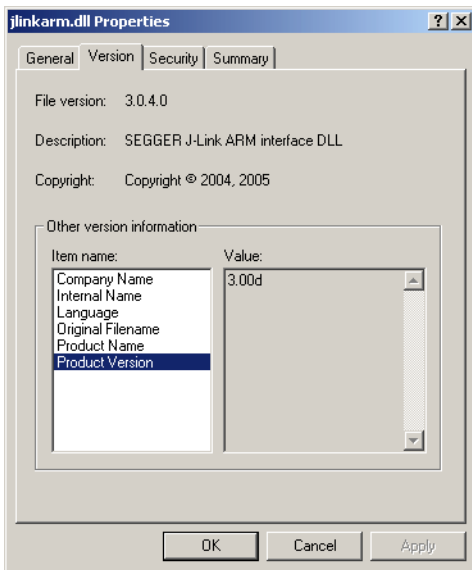 jlinkarm.dll Properties
General Version Security Summary
File version: 3.0.4.0
Description: SEGGER J-Link ARM interface DLL
Copyright: Copyright © 2004, 2005
Other version information
Item name: Value:
Company Name 3.00d
Internal Name
Language
Original Filename
Product Name
Product Version
OK Cancel Apply